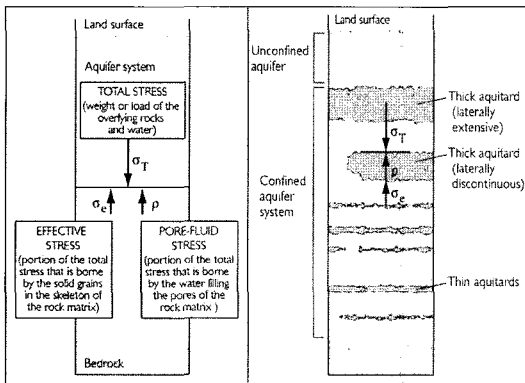 Land surface
Aquifer system
TOTAL STRESS
(weight or load of the
overlying rocks
and water)
σT
σe
ρ
EFFECTIVE
STRESS
(portion of the total
stress that is borne
by the solid grains
in the skeleton of
the rock matrix)
PORE-FLUID
STRESS
(portion of the total
stress that is borne
by the water filling
the pores of the
rock matrix )
Bedrock
Land surface
Unconfined
aquifer
Thick aquitard
(laterally
extensive)
σT
Thick aquitard
(laterally
discontinuous)
ρ
σe
Confined
aquifer
system
Thin aquitards